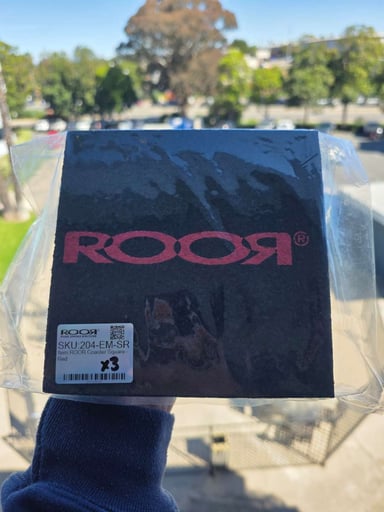 ROOR®
ROOR®
SKU:204-EM-SR
Item:ROOR Coaster Square
Red
x3